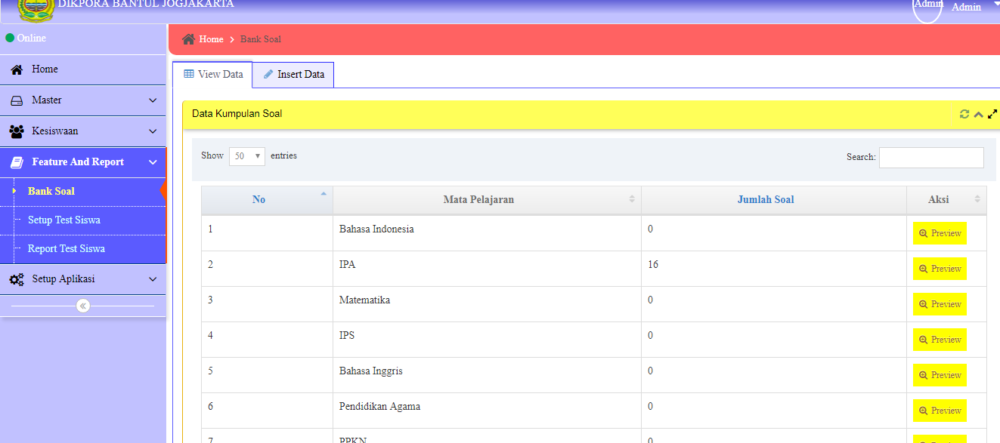 DIKPORA BANTUL JOGJAKARTA
Admin Admin
Online
Home
Master
Kesiswaan
Feature And Report
Bank Soal
Setup Test Siswa
Report Test Siswa
Setup Aplikasi
Home > Bank Soal
View Data Insert Data
Data Kumpulan Soal
Show 50 entries Search:
No Mata Pelajaran Jumlah Soal Aksi
1 Bahasa Indonesia 0 Preview
2 IPA 16 Preview
3 Matematika 0 Preview
4 IPS 0 Preview
5 Bahasa Inggris 0 Preview
6 Pendidikan Agama 0 Preview
7 PPKN 0